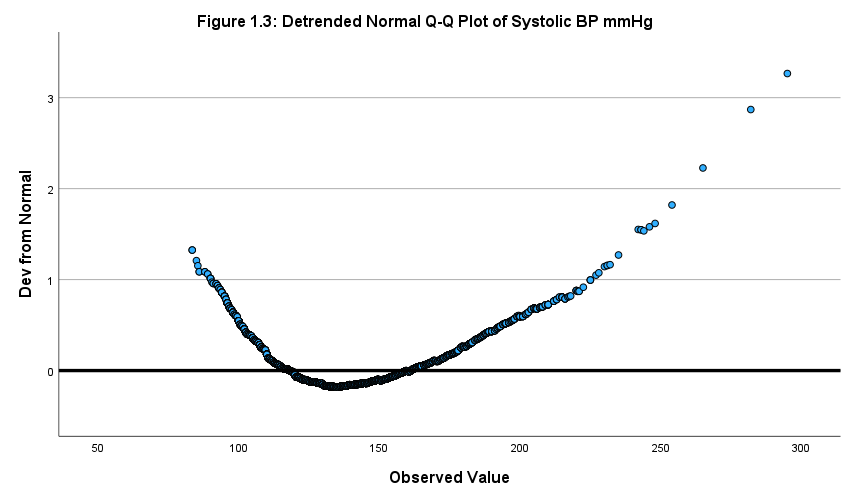 Figure 1.3: Detrended Normal Q-Q Plot of Systolic BP mmHg
Dev from Normal
3
2
1
0
50 100 150 200 250 300
Observed Value